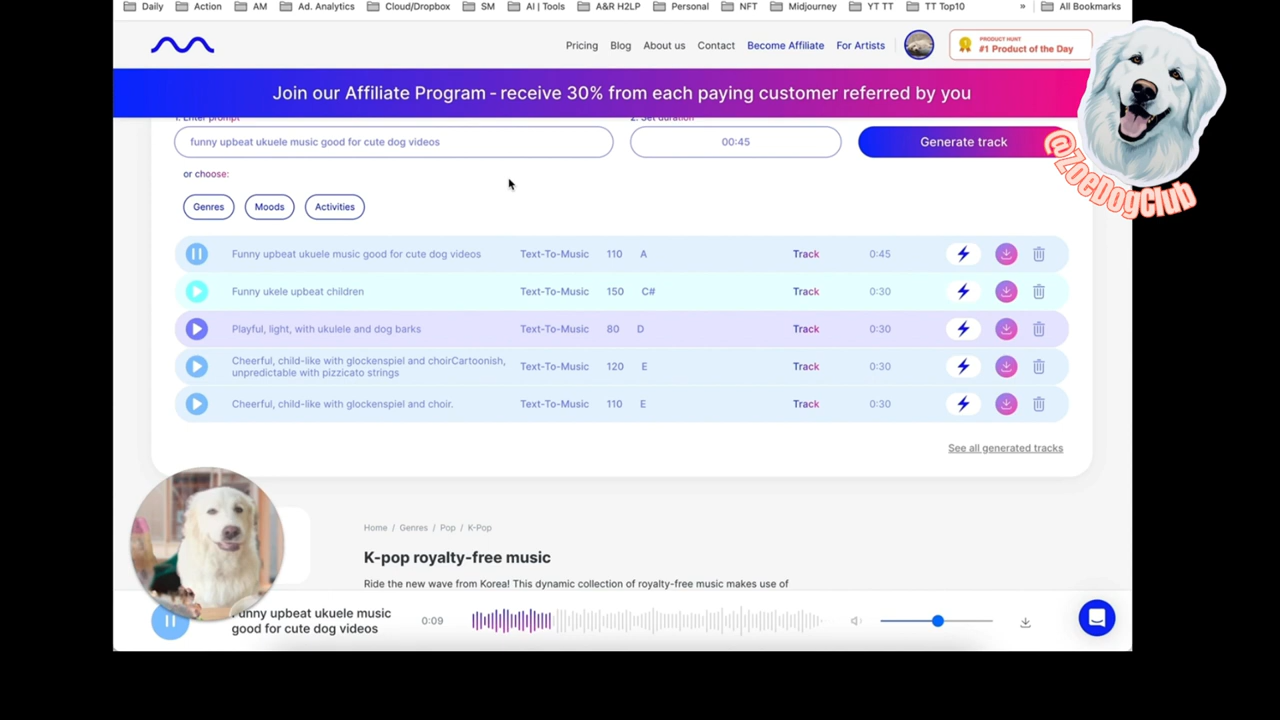 Daily Action AM Ad. Analytics Cloud/Dropbox SM AI | Tools A&R H2LP Personal NFT Midjourney YT TT TT Top10 » All Bookmarks
Pricing Blog About us Contact Become Affiliate For Artists
PRODUCT HUNT
#1 Product of the Day
Join our Affiliate Program - receive 30% from each paying customer referred by you
1. Enter prompt 2. Set duration
funny upbeat ukulele music good for cute dog videos 00:45 Generate track
@ZoeDogClub
or choose:
Genres Moods Activities
Funny upbeat ukulele music good for cute dog videos Text-To-Music 110 A Track 0:45
Funny ukele upbeat children Text-To-Music 150 C# Track 0:30
Playful, light, with ukulele and dog barks Text-To-Music 80 D Track 0:30
Cheerful, child-like with glockenspiel and choirCartoonish,
unpredictable with pizzicato strings Text-To-Music 120 E Track 0:30
Cheerful, child-like with glockenspiel and choir. Text-To-Music 110 E Track 0:30
See all generated tracks
Home / Genres / Pop / K-Pop
K-pop royalty-free music
Ride the new wave from Korea! This dynamic collection of royalty-free music makes use of
Funny upbeat ukulele music
good for cute dog videos 0:09